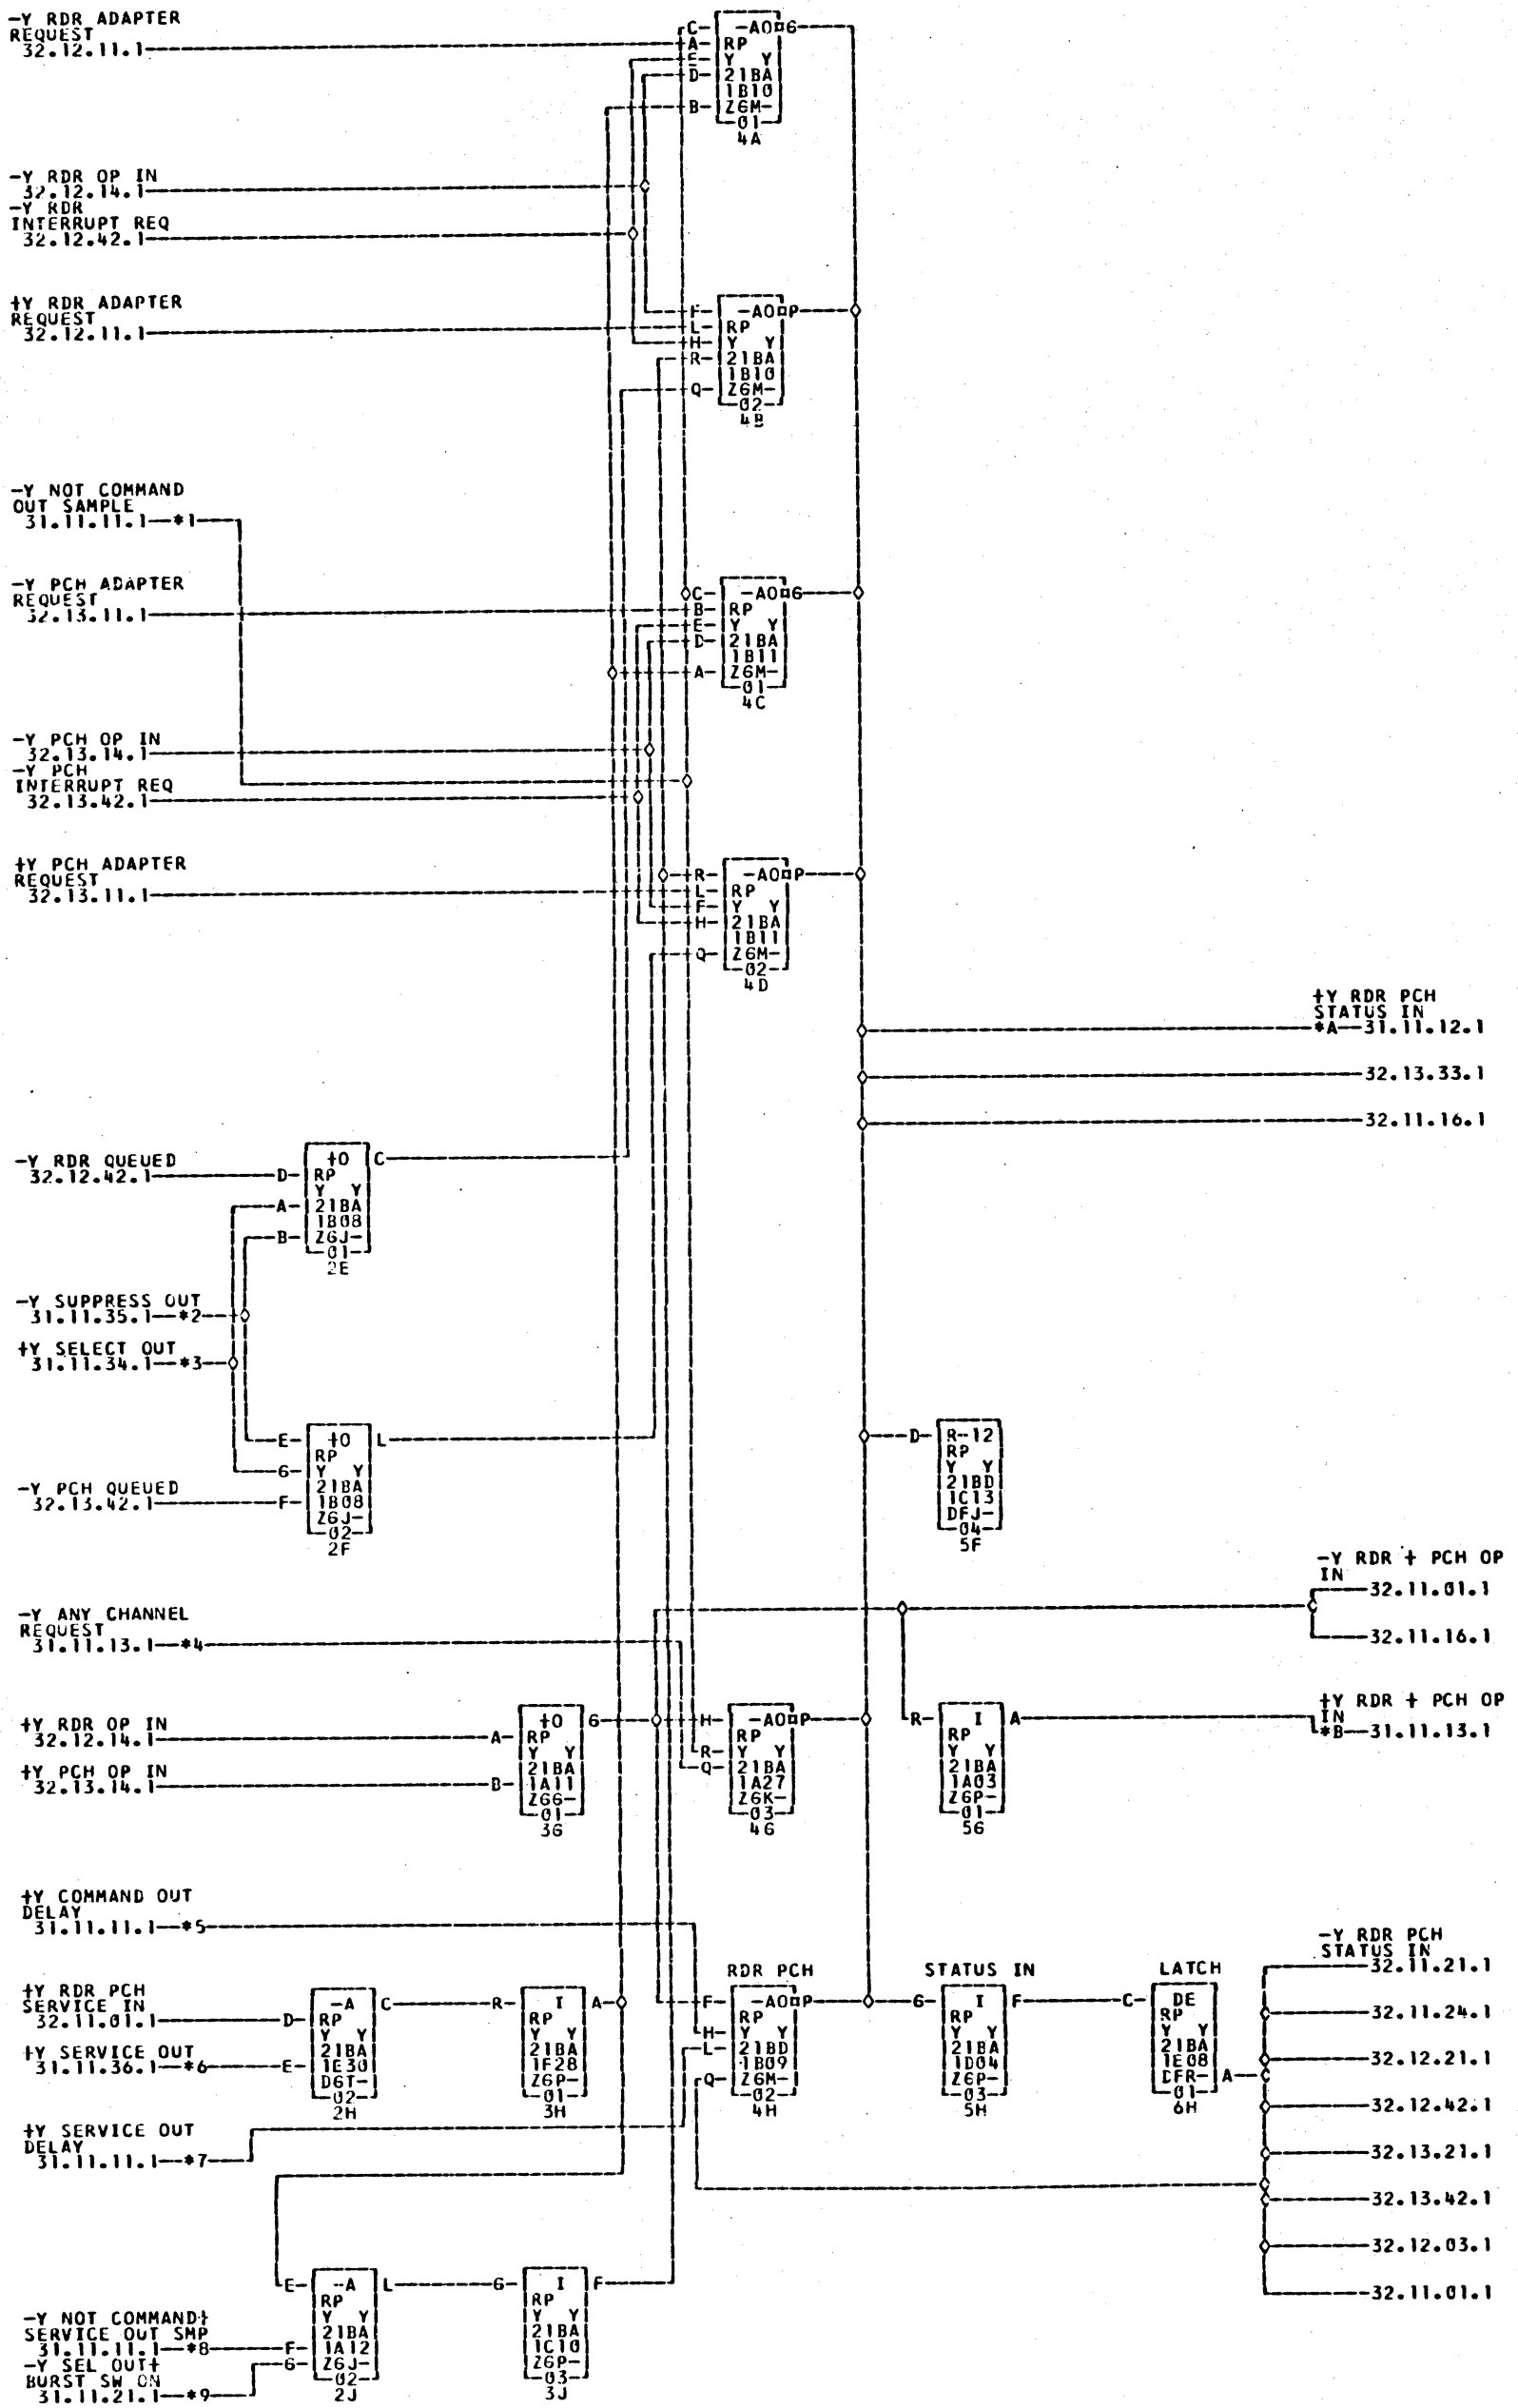 -Y RDR ADAPTER
REQUEST
32.12.11.1
C- -AO 6
A- RP
E- Y Y
D- 21BA
1B10
B- Z6M-
01
4A
-Y RDR OP IN
32.12.14.1
-Y RDR
INTERRUPT REQ
32.12.42.1
+Y RDR ADAPTER
REQUEST
32.12.11.1
F- -AO P
L- RP
H- Y Y
R- 21BA
1B10
Q- Z6M-
02
4B
-Y NOT COMMAND
OUT SAMPLE
31.11.11.1-*1
-Y PCH ADAPTER
REQUEST
32.13.11.1
C- -AO 6
B- RP
E- Y Y
D- 21BA
1B11
A- Z6M-
01
4C
-Y PCH OP IN
32.13.14.1
-Y PCH
INTERRUPT REQ
32.13.42.1
+Y PCH ADAPTER
REQUEST
32.13.11.1
R- -AO P
L- RP
F- Y Y
H- 21BA
1B11
Q- Z6M-
02
4D
+Y RDR PCH
STATUS IN
*A-31.11.12.1
32.13.33.1
32.11.16.1
-Y RDR QUEUED
32.12.42.1
+O C
D- RP
Y Y
A- 21BA
1B08
B- Z6J-
01
2E
-Y SUPPRESS OUT
31.11.35.1-*2
+Y SELECT OUT
31.11.34.1-*3
E- +O L
RP
6- Y Y
21BA
F- 1B08
Z6J-
02
2F
-Y PCH QUEUED
32.13.42.1
D- R-12
RP
Y Y
21BD
1C13
DFJ-
04
5F
-Y RDR + PCH OP
IN
32.11.01.1
32.11.16.1
-Y ANY CHANNEL
REQUEST
31.11.13.1-*4
+Y RDR OP IN
32.12.14.1
+Y PCH OP IN
32.13.14.1
+O 6
A- RP
Y Y
21BA
B- 1A11
Z66-
01
36
H- -AO P
RP
R- Y Y
Q- 21BA
1A27
Z6K-
03
46
R- I A
RP
Y Y
21BA
1A03
Z6P-
01
56
+Y RDR + PCH OP
IN
*B-31.11.13.1
+Y COMMAND OUT
DELAY
31.11.11.1-*5
+Y RDR PCH
SERVICE IN
32.11.01.1
+Y SERVICE OUT
31.11.36.1-*6
-A C
D- RP
Y Y
21BA
E- 1E30
D6T-
02
2H
R- I A
RP
Y Y
21BA
1F28
Z6P-
01
3H
RDR PCH
F- -AO P
RP
H- Y Y
L- 21BD
1B09
Q- Z6M-
02
4H
STATUS IN
6- I F
RP
Y Y
21BA
1D04
Z6P-
03
5H
LATCH
C- DE
RP
Y Y
21BA
1E08
DFR- A
01
6H
-Y RDR PCH
STATUS IN
32.11.21.1
32.11.24.1
32.12.21.1
32.12.42.1
32.13.21.1
32.13.42.1
32.12.03.1
32.11.01.1
+Y SERVICE OUT
DELAY
31.11.11.1-*7
E- -A L
RP
Y Y
21BA
F- 1A12
6- Z6J-
02
2J
6- I F
RP
Y Y
21BA
1C10
Z6P-
03
3J
-Y NOT COMMAND+
SERVICE OUT SMP
31.11.11.1-*8
-Y SEL OUT+
BURST SW ON
31.11.21.1-*9